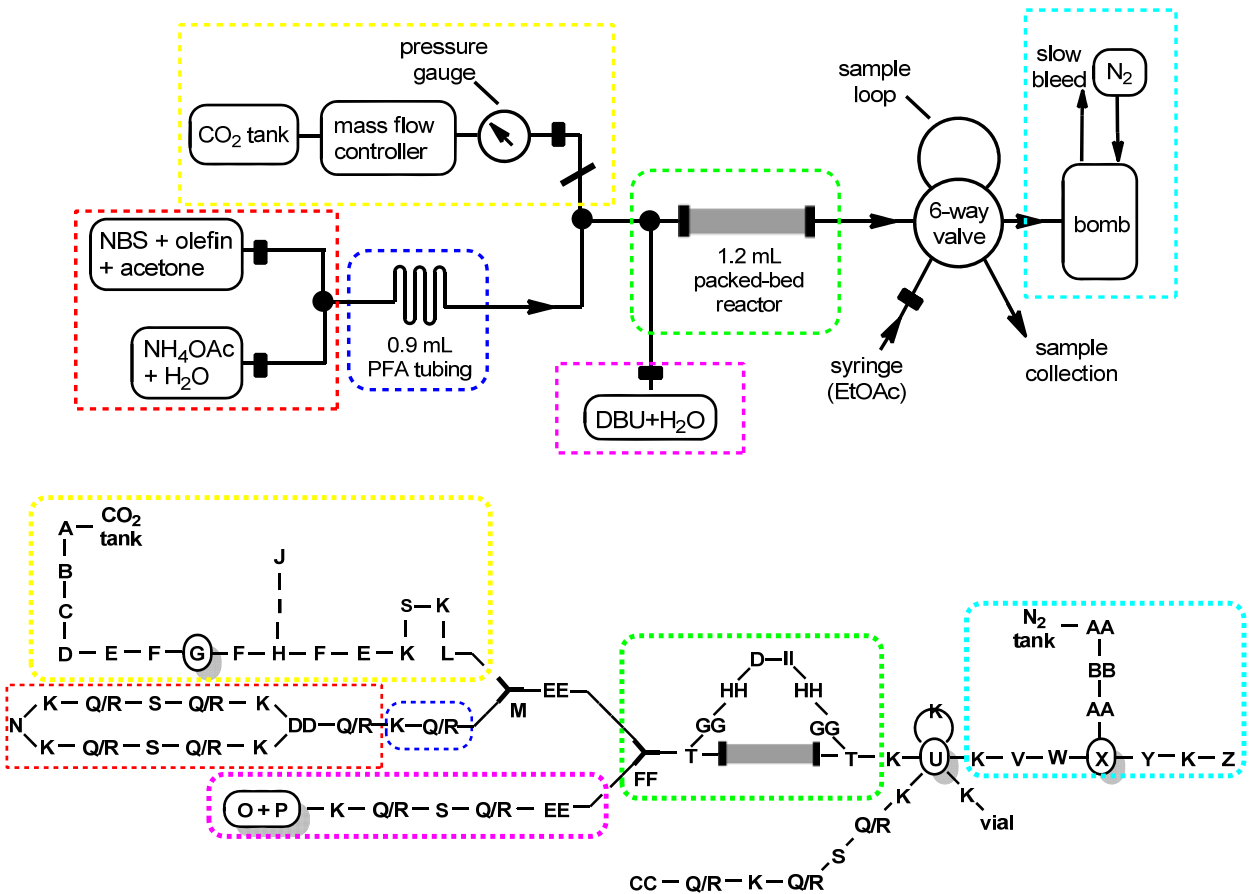 pressure
gauge
CO2 tank
mass flow
controller
NBS + olefin
+ acetone
NH4OAc
+ H2O
0.9 mL
PFA tubing
1.2 mL
packed-bed
reactor
DBU+H2O
sample
loop
6-way
valve
syringe
(EtOAc)
sample
collection
slow
bleed
N2
bomb
A CO2
tank
B
C
D E F G F H F E K L
J
I
S K
N
K Q/R S Q/R K
DD Q/R K Q/R
K Q/R S Q/R K
M EE
FF
O + P K Q/R S Q/R EE
D II
HH HH
GG GG
T T K U K V W X Y K Z
K
K
K
vial
Q/R
S
CC Q/R K Q/R
N2
tank
AA
BB
AA